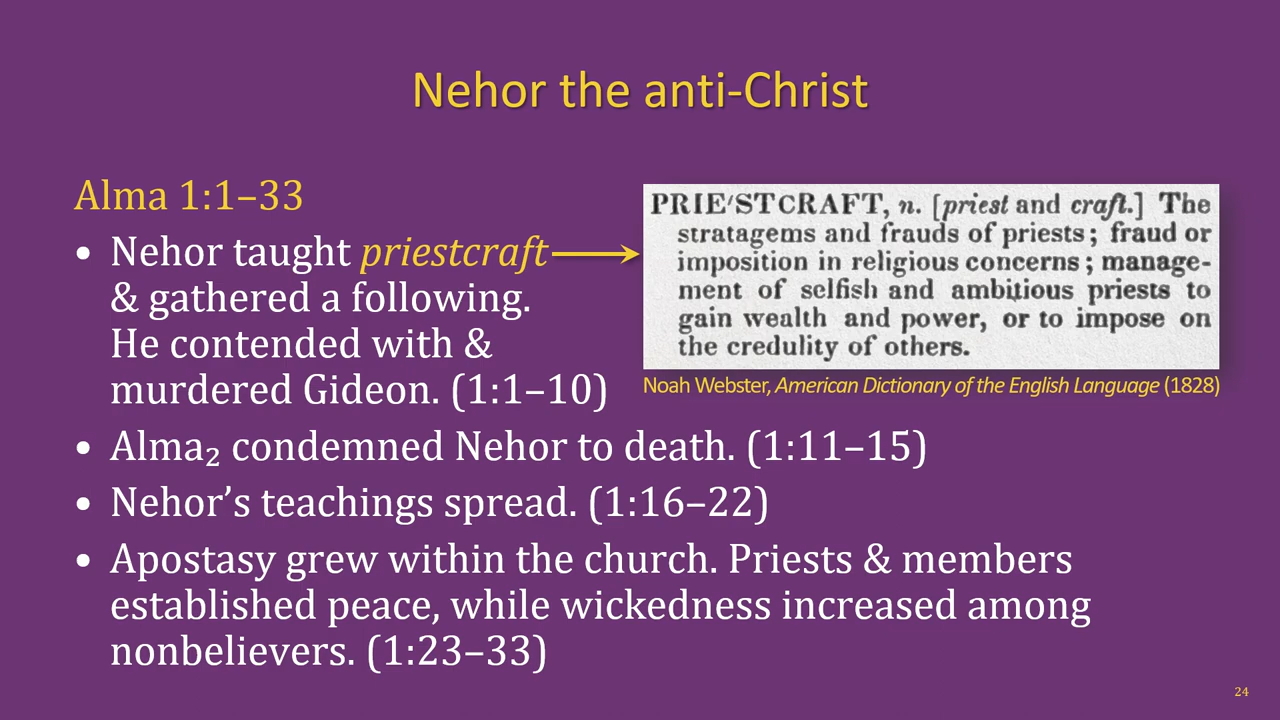 Nehor the anti-Christ
Alma 1:1–33
• Nehor taught priestcraft
& gathered a following.
He contended with &
murdered Gideon. (1:1–10)
PRIE'STCRAFT, n. [priest and craft.] The
stratagems and frauds of priests; fraud or
imposition in religious concerns; manage-
ment of selfish and ambitious priests to
gain wealth and power, or to impose on
the credulity of others.
Noah Webster, American Dictionary of the English Language (1828)
• Alma₂ condemned Nehor to death. (1:11–15)
• Nehor’s teachings spread. (1:16–22)
• Apostasy grew within the church. Priests & members
established peace, while wickedness increased among
nonbelievers. (1:23–33)
24